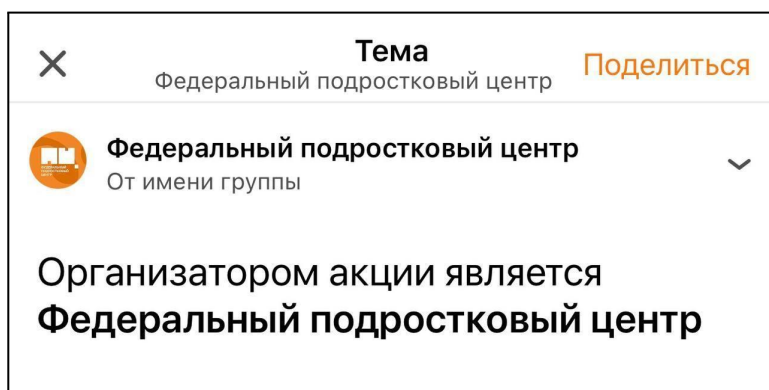 Тема
Федеральный подростковый центр
Поделиться
Федеральный подростковый центр
От имени группы
Организатором акции является
Федеральный подростковый центр